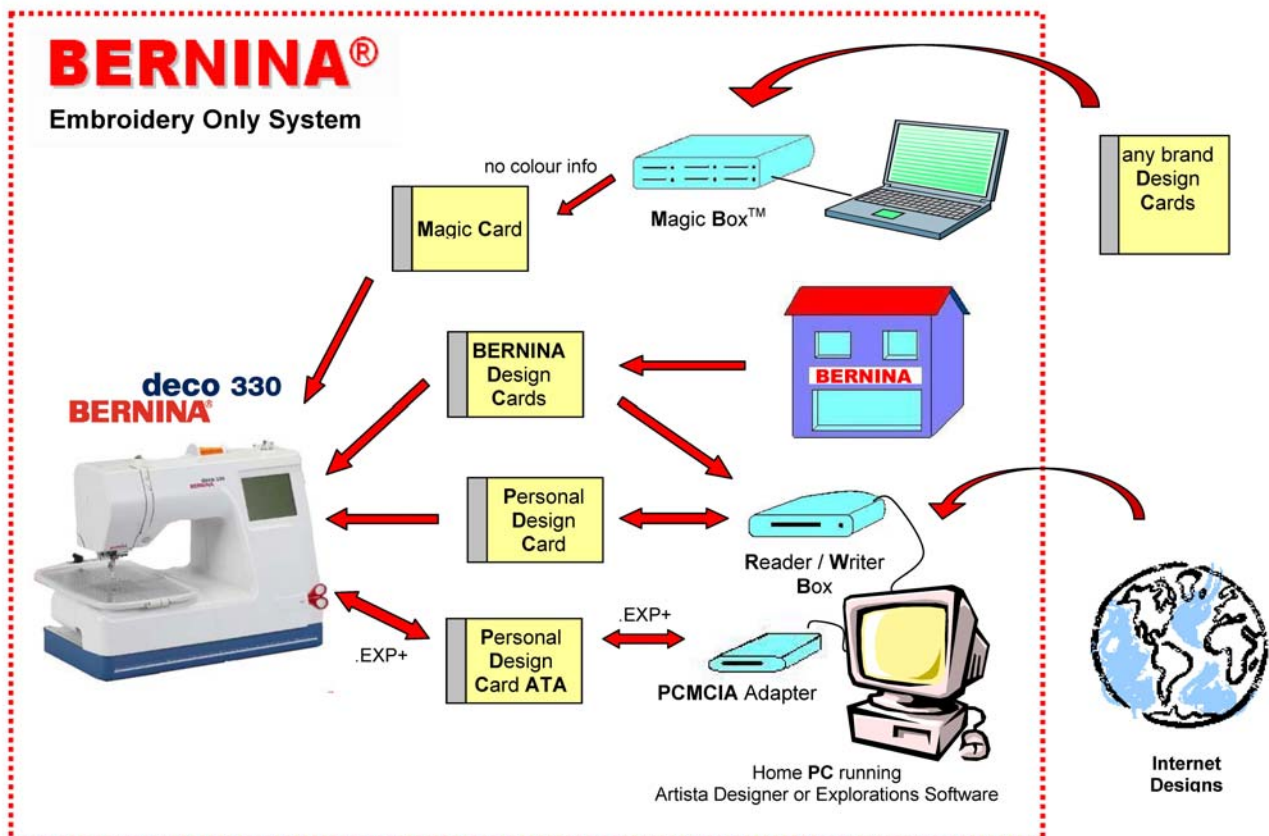 BERNINA®
Embroidery Only System
any brand
Design
Cards
no colour info
Magic Card
Magic Box™
BERNINA
Design
Cards
BERNINA
deco 330
BERNINA®
Personal
Design
Card
Reader / Writer
Box
.EXP+
Personal
Design
Card ATA
.EXP+
PCMCIA Adapter
Home PC running
Artista Designer or Explorations Software
Internet
Designs